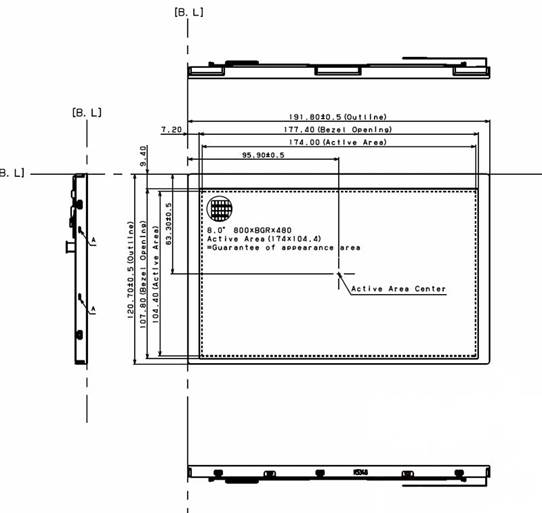 [B. L]
[B. L]
[B. L]
191.80±0.5 (Outline)
7.20
177.40 (Bezel Opening)
174.00 (Active Area)
95.90±0.5
9.40
63.30±0.5
120.70±0.5 (Outline)
107.80 (Bezel Opening)
104.40 (Active Area)
8.0" 800×BGR×480
Active Area (174×104.4)
=Guarantee of appearance area
Active Area Center
A
A